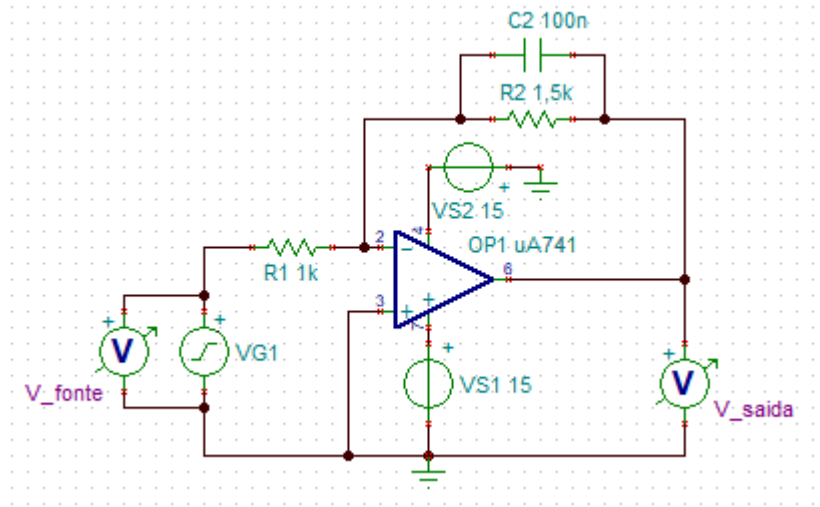 C2 100n
R2 1,5k
+
VS2 15
4
OP1 uA741
2
-
6
R1 1k
3
+
+
7
+
V
+
VG1
+
VS1 15
+
V
V_fonte
V_saida